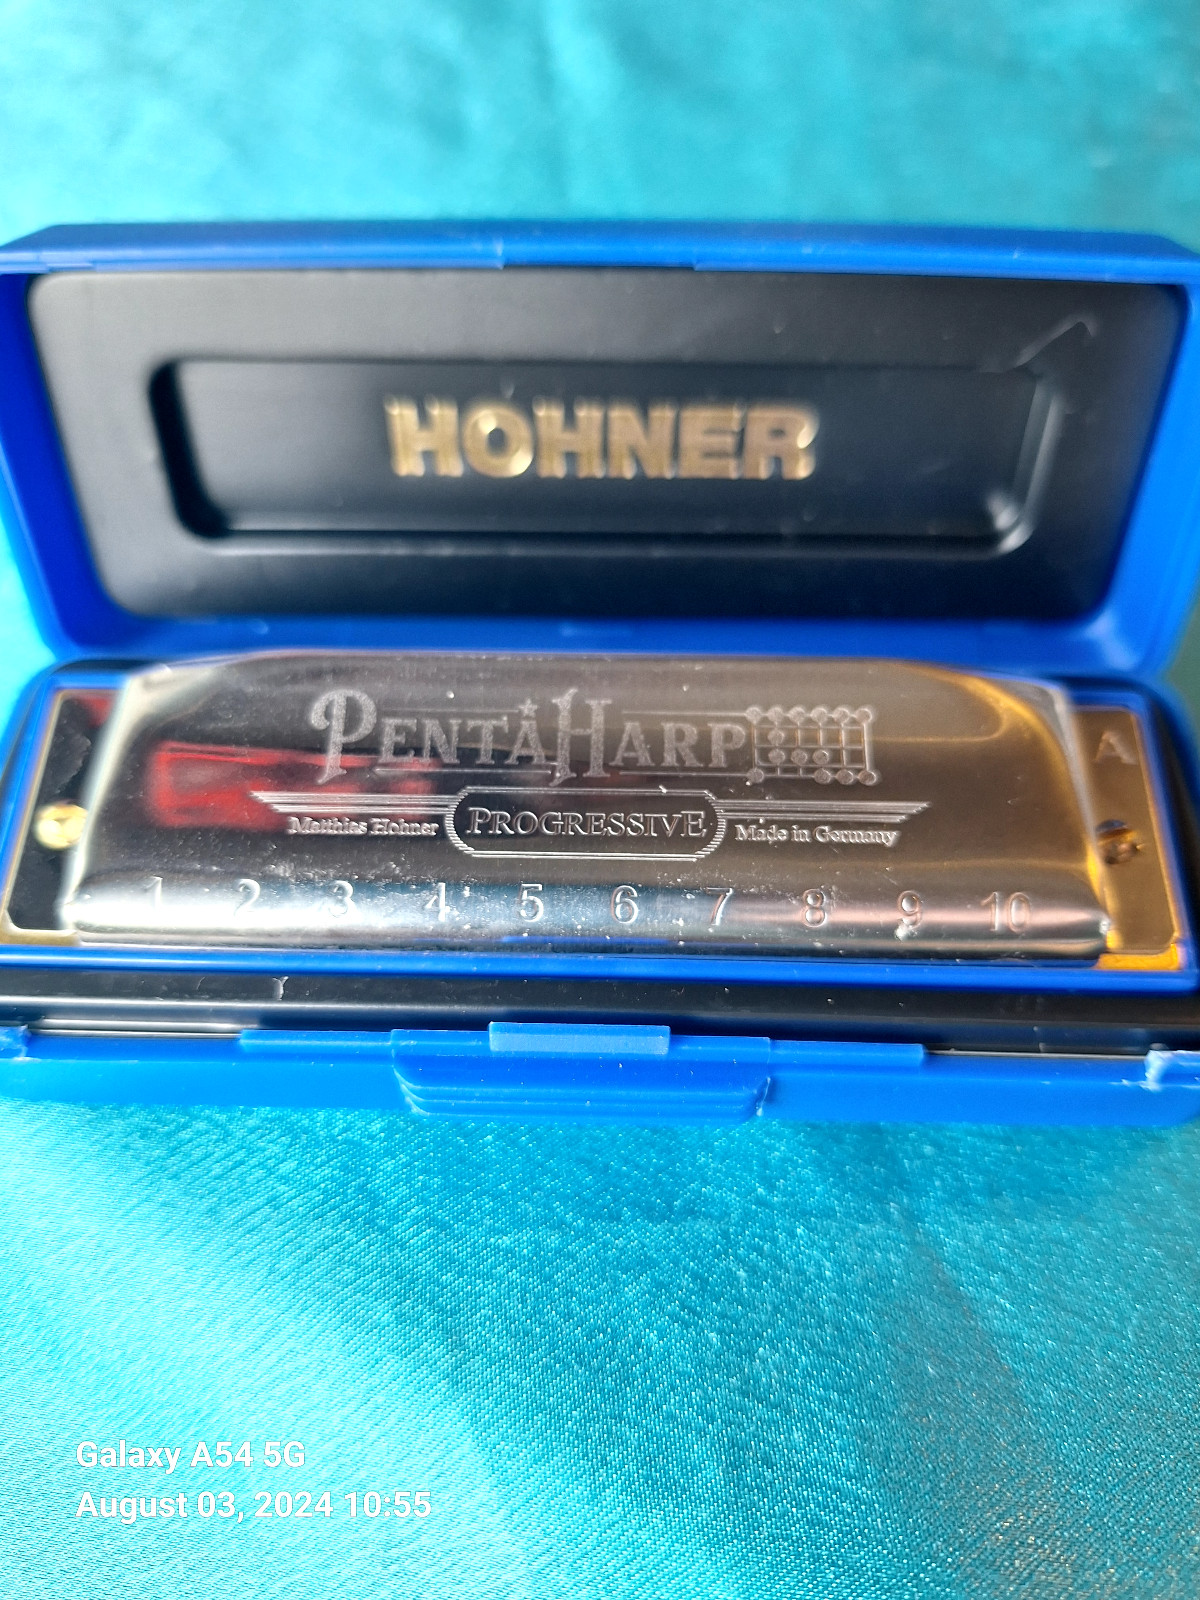 HOHNER
PENTAHARP
A
Matthias Hohner PROGRESSIVE Made in Germany
1 2 3 4 5 6 7 8 9 10
Galaxy A54 5G
August 03, 2024 10:55